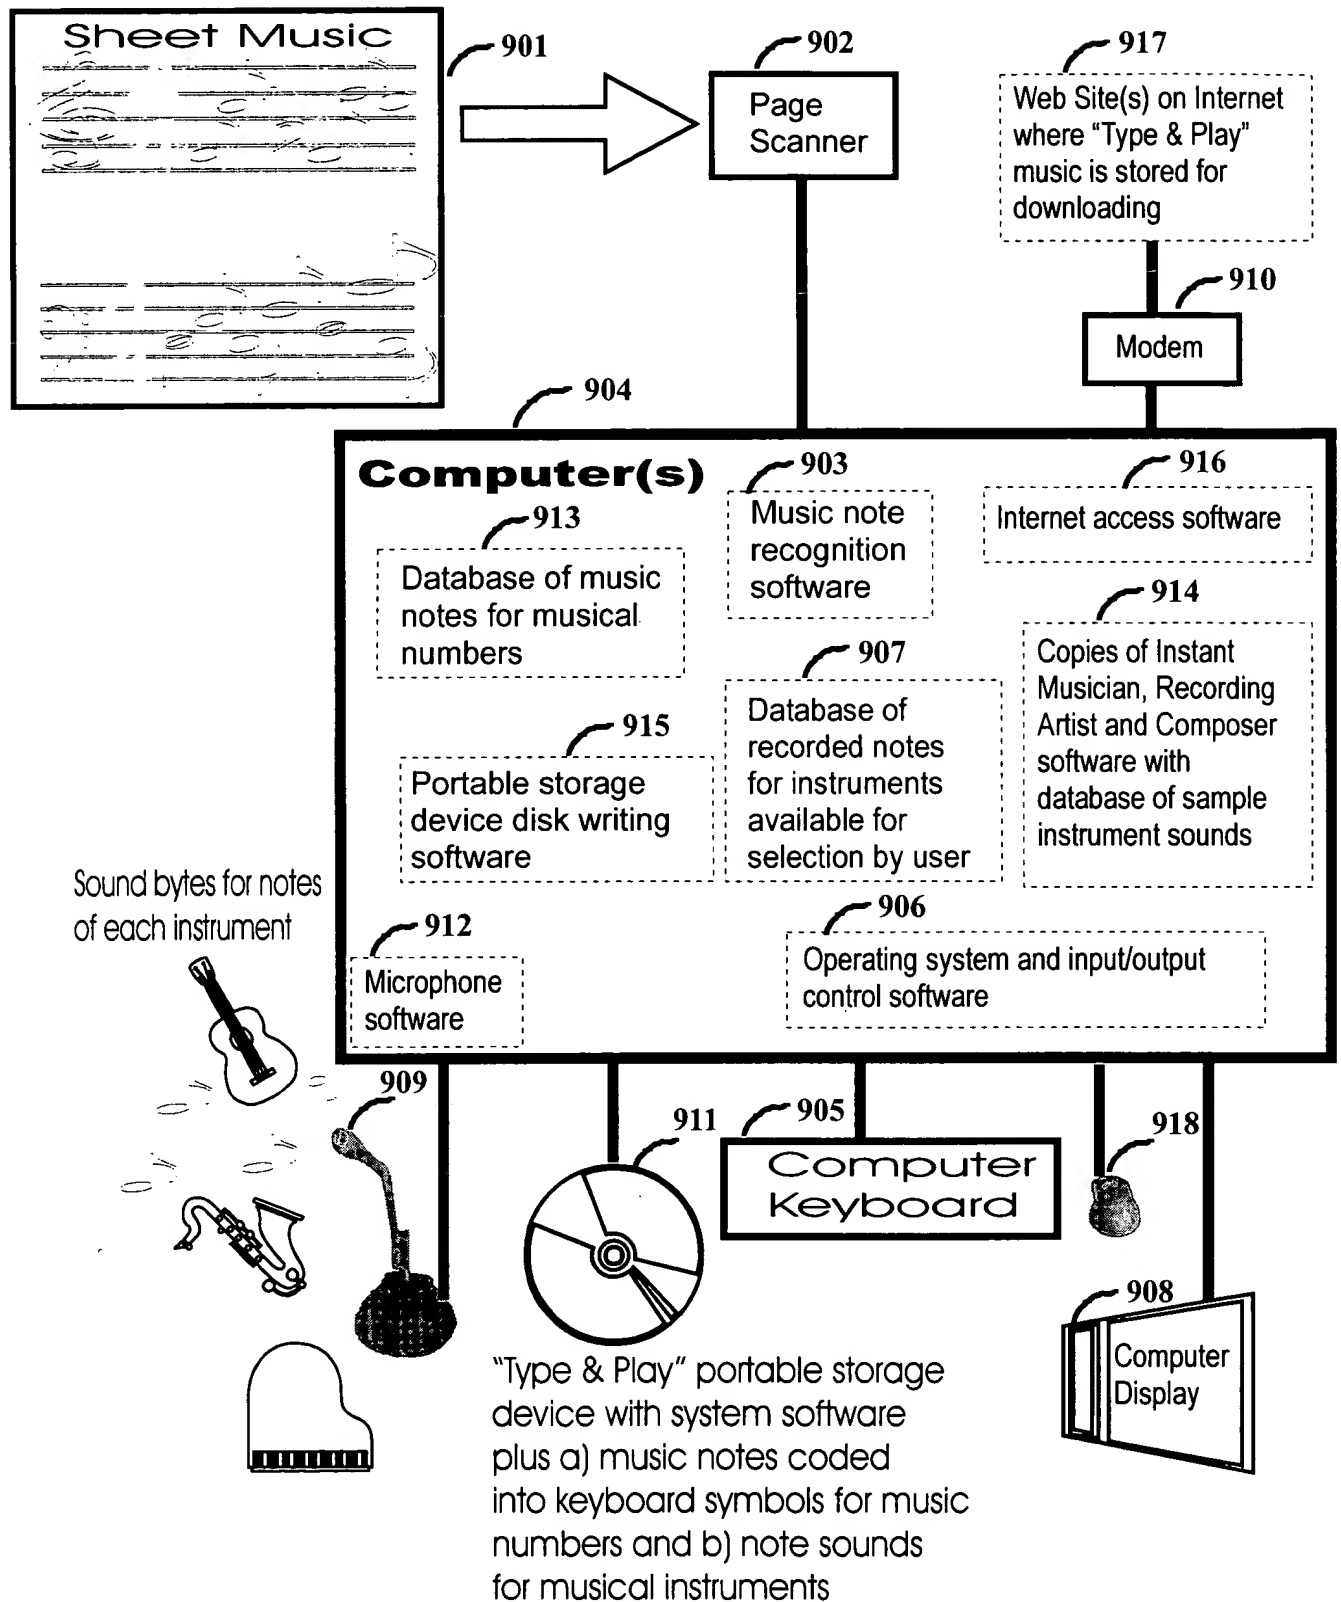 Sheet Music
901
902
Page
Scanner
917
Web Site(s) on Internet
where “Type & Play”
music is stored for
downloading
910
Modem
904
Computer(s)
903
Music note
recognition
software
916
Internet access software
913
Database of music
notes for musical
numbers
914
Copies of Instant
Musician, Recording
Artist and Composer
software with
database of sample
instrument sounds
907
Database of
recorded notes
for instruments
available for
selection by user
915
Portable storage
device disk writing
software
Sound bytes for notes
of each instrument
912
Microphone
software
906
Operating system and input/output
control software
909
911
905
Computer
Keyboard
918
908
Computer
Display
“Type & Play” portable storage
device with system software
plus a) music notes coded
into keyboard symbols for music
numbers and b) note sounds
for musical instruments